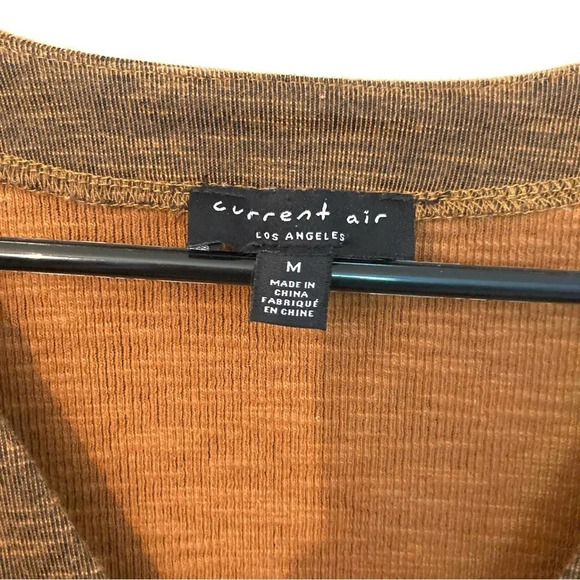 current air
LOS ANGELES
M
MADE IN
CHINA
FABRIQUÉ
EN CHINE